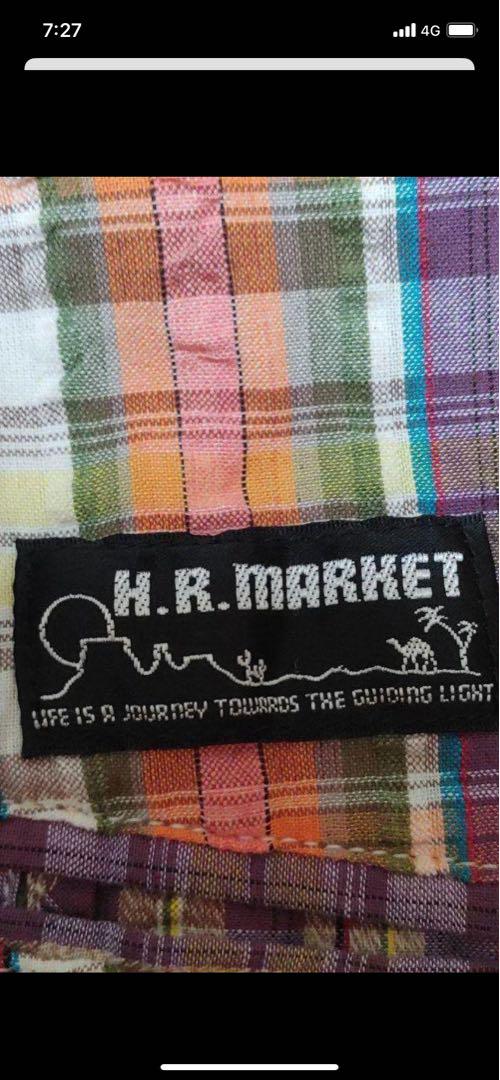 7:27
4G
H.R.MARKET
LIFE IS A JOURNEY TOWARDS THE GUIDING LIGHT